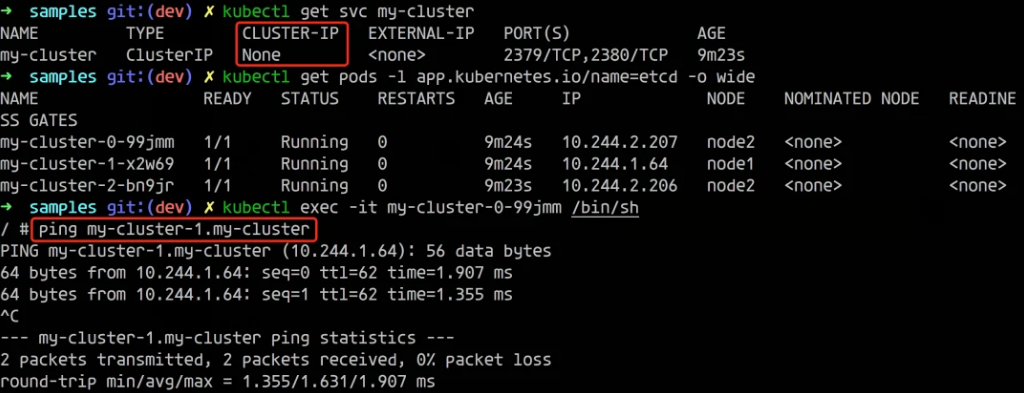 ➜ samples git:(dev) ✗ kubectl get svc my-cluster
NAME TYPE CLUSTER-IP EXTERNAL-IP PORT(S) AGE
my-cluster ClusterIP None <none> 2379/TCP,2380/TCP 9m23s
➜ samples git:(dev) ✗ kubectl get pods -l app.kubernetes.io/name=etcd -o wide
NAME READY STATUS RESTARTS AGE IP NODE NOMINATED NODE READINE
SS GATES
my-cluster-0-99jmm 1/1 Running 0 9m24s 10.244.2.207 node2 <none> <none>
my-cluster-1-x2w69 1/1 Running 0 9m24s 10.244.1.64 node1 <none> <none>
my-cluster-2-bn9jr 1/1 Running 0 9m23s 10.244.2.206 node2 <none> <none>
➜ samples git:(dev) ✗ kubectl exec -it my-cluster-0-99jmm /bin/sh
/ # ping my-cluster-1.my-cluster
PING my-cluster-1.my-cluster (10.244.1.64): 56 data bytes
64 bytes from 10.244.1.64: seq=0 ttl=62 time=1.907 ms
64 bytes from 10.244.1.64: seq=1 ttl=62 time=1.355 ms
^C
--- my-cluster-1.my-cluster ping statistics ---
2 packets transmitted, 2 packets received, 0% packet loss
round-trip min/avg/max = 1.355/1.631/1.907 ms